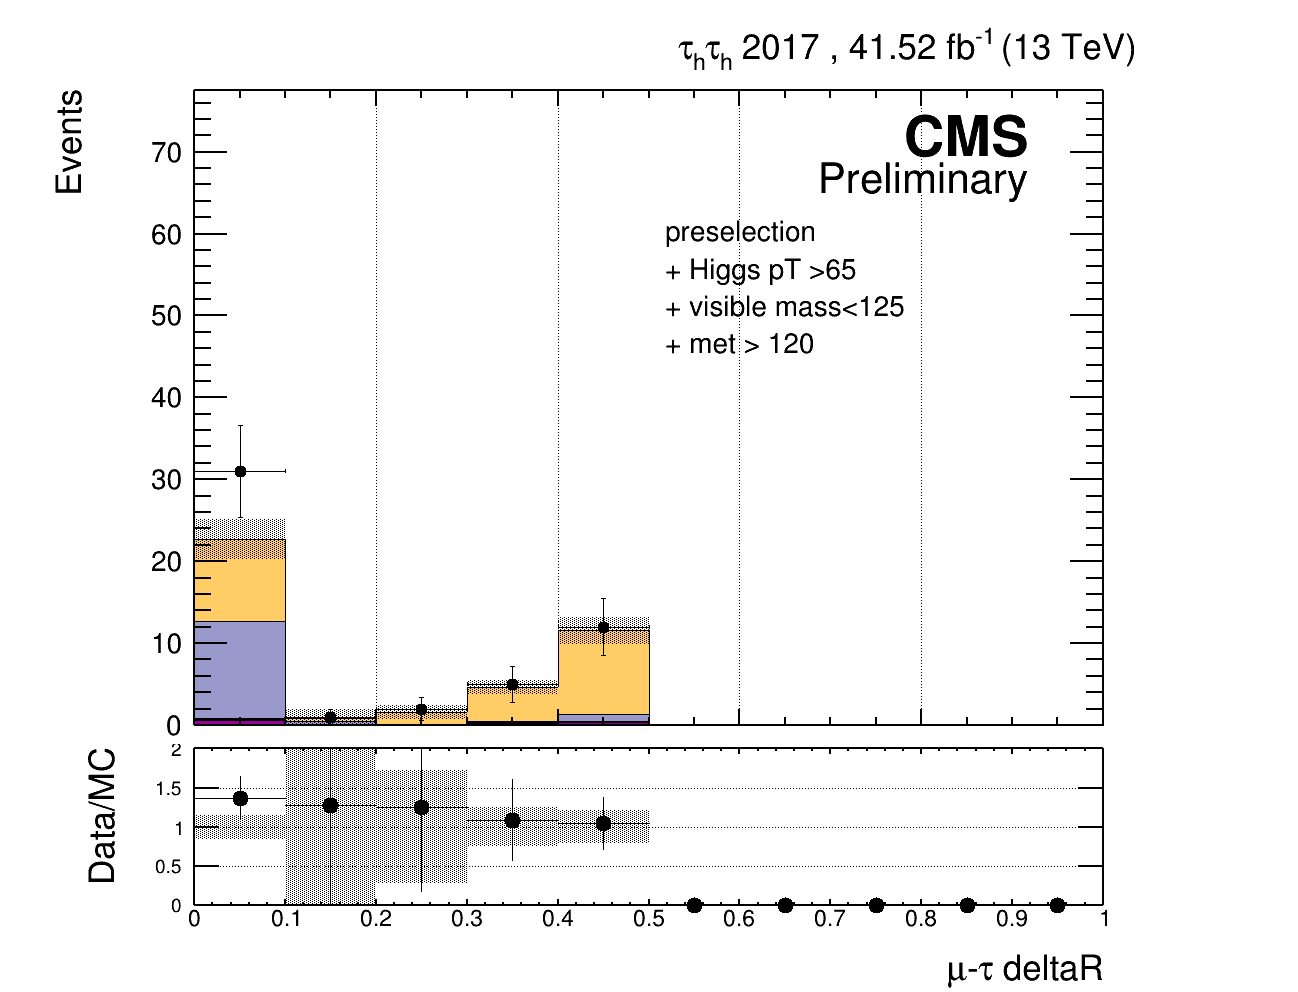 τhτh 2017 , 41.52 fb-1 (13 TeV)
Events
CMS
Preliminary
preselection
+ Higgs pT >65
+ visible mass<125
+ met > 120
70
60
50
40
30
20
10
0
Data/MC
2
1.5
1
0.5
0
0 0.1 0.2 0.3 0.4 0.5 0.6 0.7 0.8 0.9 1
μ-τ deltaR